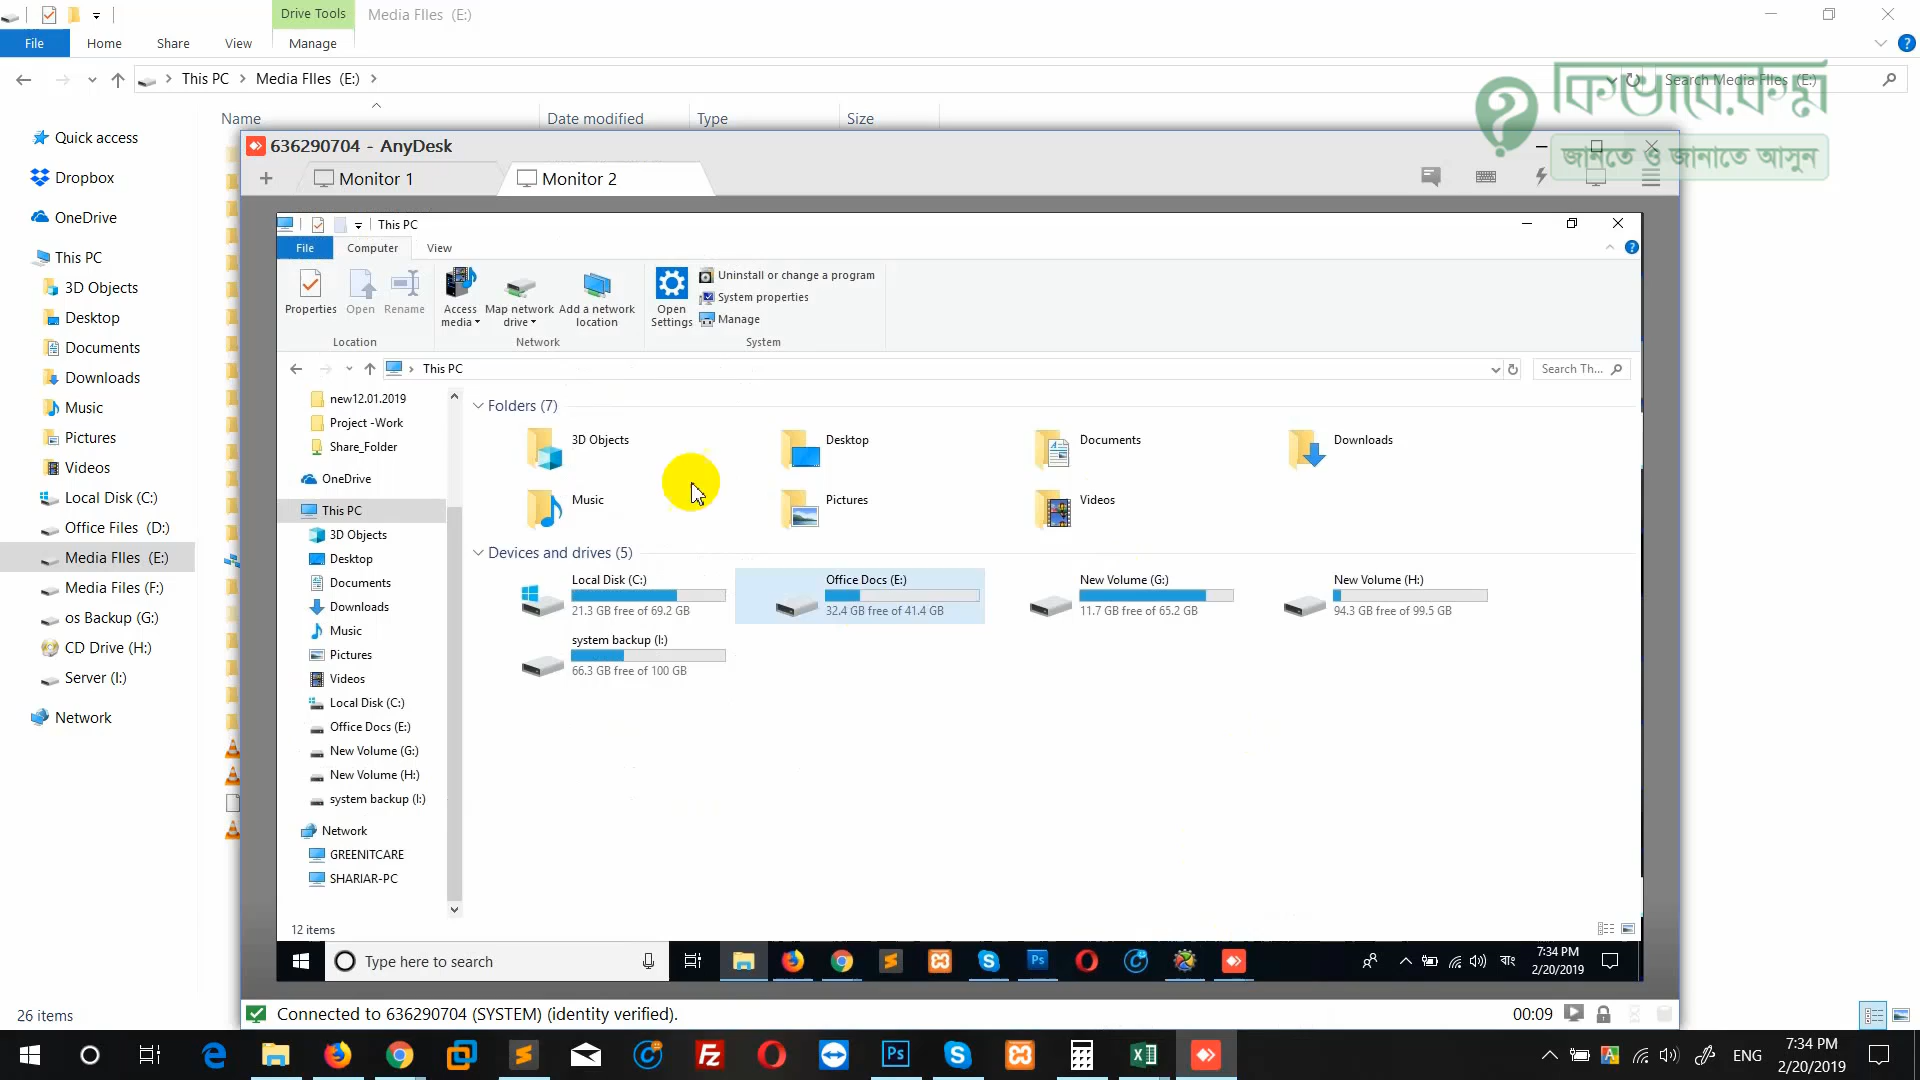 Drive Tools
Media FIles (E:)
File
Home
Share
View
Manage
This PC
Media FIles (E:)
Search Media FIles (E:)
কিভাবে.কম
জানতে ও জানাতে আসুন
Name
Date modified
Type
Size
Quick access
Dropbox
OneDrive
This PC
3D Objects
Desktop
Documents
Downloads
Music
Pictures
Videos
Local Disk (C:)
Office Files (D:)
Media FIles (E:)
Media Files (F:)
os Backup (G:)
CD Drive (H:)
Server (I:)
Network
26 items
636290704 - AnyDesk
Monitor 1
Monitor 2
This PC
File
Computer
View
Properties
Open
Rename
Access media
Map network drive
Add a network location
Open Settings
Uninstall or change a program
System properties
Manage
Location
Network
System
This PC
Search Th...
new12.01.2019
Project -Work
Share_Folder
OneDrive
This PC
3D Objects
Desktop
Documents
Downloads
Music
Pictures
Videos
Local Disk (C:)
Office Docs (E:)
New Volume (G:)
New Volume (H:)
system backup (I:)
Network
GREENITCARE
SHARIAR-PC
Folders (7)
3D Objects
Desktop
Documents
Downloads
Music
Pictures
Videos
Devices and drives (5)
Local Disk (C:)
21.3 GB free of 69.2 GB
Office Docs (E:)
32.4 GB free of 41.4 GB
New Volume (G:)
11.7 GB free of 65.2 GB
New Volume (H:)
94.3 GB free of 99.5 GB
system backup (I:)
66.3 GB free of 100 GB
12 items
Type here to search
Ps
বাং
7:34 PM
2/20/2019
Connected to 636290704 (SYSTEM) (identity verified).
00:09
Fz
Ps
ENG
7:34 PM
2/20/2019